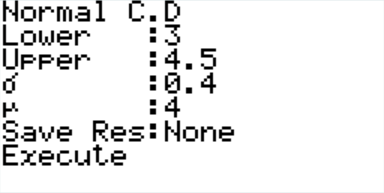 Normal C.D
Lower :3
Upper :4.5
σ :0.4
μ :4
Save Res:None
Execute